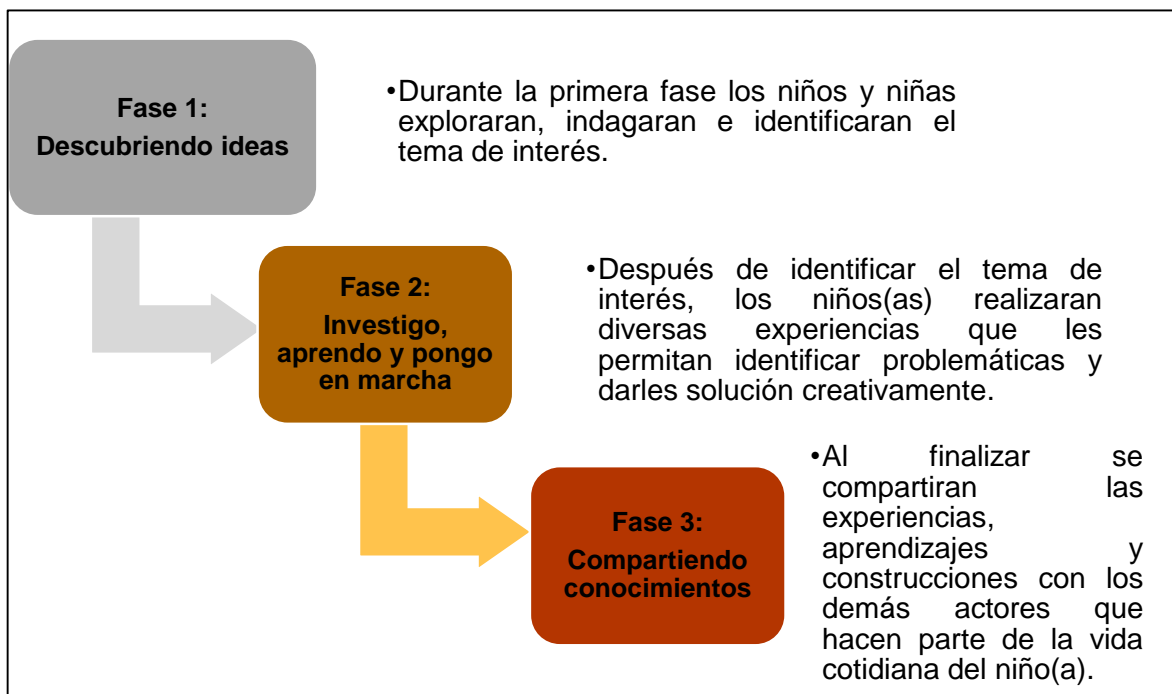 Fase 1:
Descubriendo ideas
•Durante la primera fase los niños y niñas
exploraran, indagaran e identificaran el
tema de interés.
Fase 2:
Investigo,
aprendo y pongo
en marcha
•Después de identificar el tema de
interés, los niños(as) realizaran
diversas experiencias que les
permitan identificar problemáticas y
darles solución creativamente.
Fase 3:
Compartiendo
conocimientos
•Al finalizar se
compartiran las
experiencias,
aprendizajes y
construcciones con los
demás actores que
hacen parte de la vida
cotidiana del niño(a).